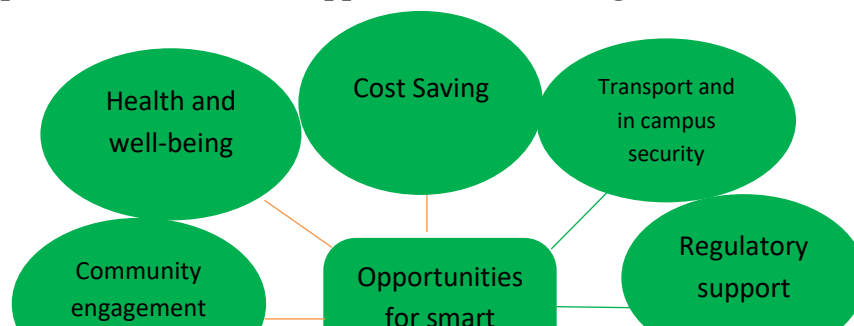 Cost Saving
Health and
well-being
Transport and
in campus
security
Community
engagement
Regulatory
support
Opportunities
for smart